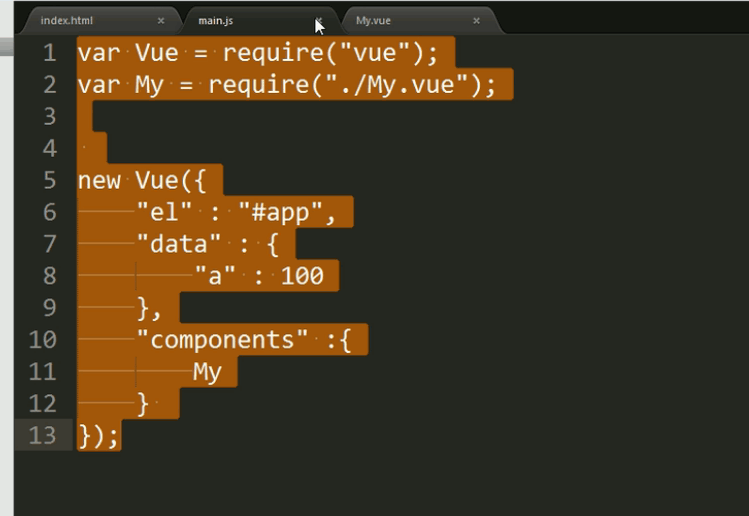 index.html × main.js × My.vue ×
1 var Vue = require("vue");
2 var My = require("./My.vue");
3
4
5 new Vue({
6 "el" : "#app",
7 "data" : {
8 "a" : 100
9 },
10 "components" :{
11 My
12 }
13 });